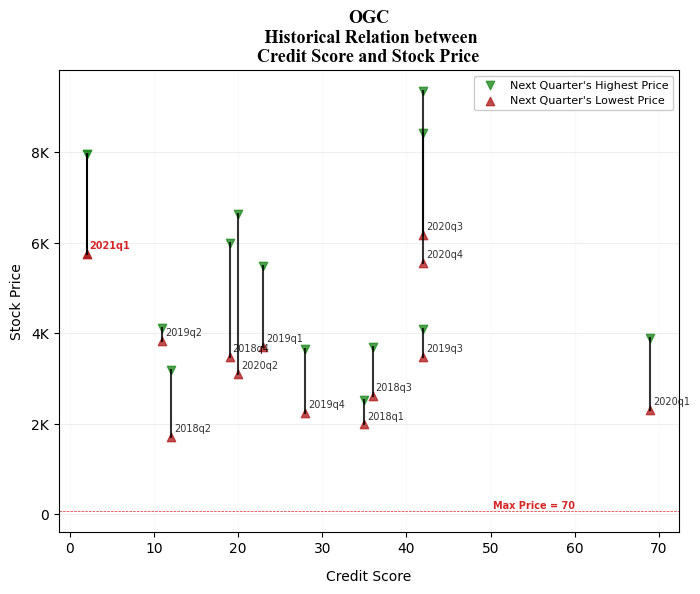 OGC
Historical Relation between
Credit Score and Stock Price
Next Quarter's Highest Price
Next Quarter's Lowest Price
8K
6K
4K
2K
0
Stock Price
2021q1
2020q3
2020q4
2019q2
2019q1
2018q4
2020q2
2019q3
2018q3
2019q4
2020q1
2018q1
2018q2
Max Price = 70
0 10 20 30 40 50 60 70
Credit Score